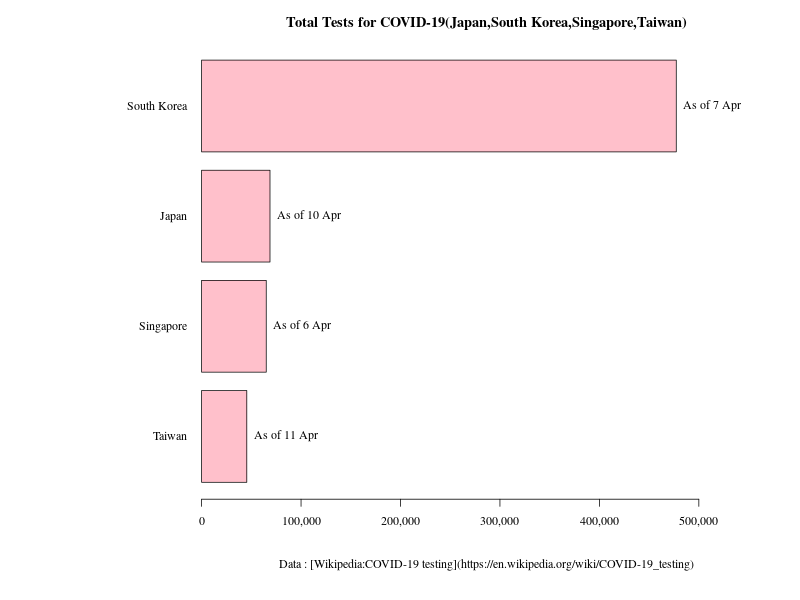 Total Tests for COVID-19(Japan,South Korea,Singapore,Taiwan)
South Korea
As of 7 Apr
Japan
As of 10 Apr
Singapore
As of 6 Apr
Taiwan
As of 11 Apr
0 100,000 200,000 300,000 400,000 500,000
Data : [Wikipedia:COVID-19 testing](https://en.wikipedia.org/wiki/COVID-19_testing)